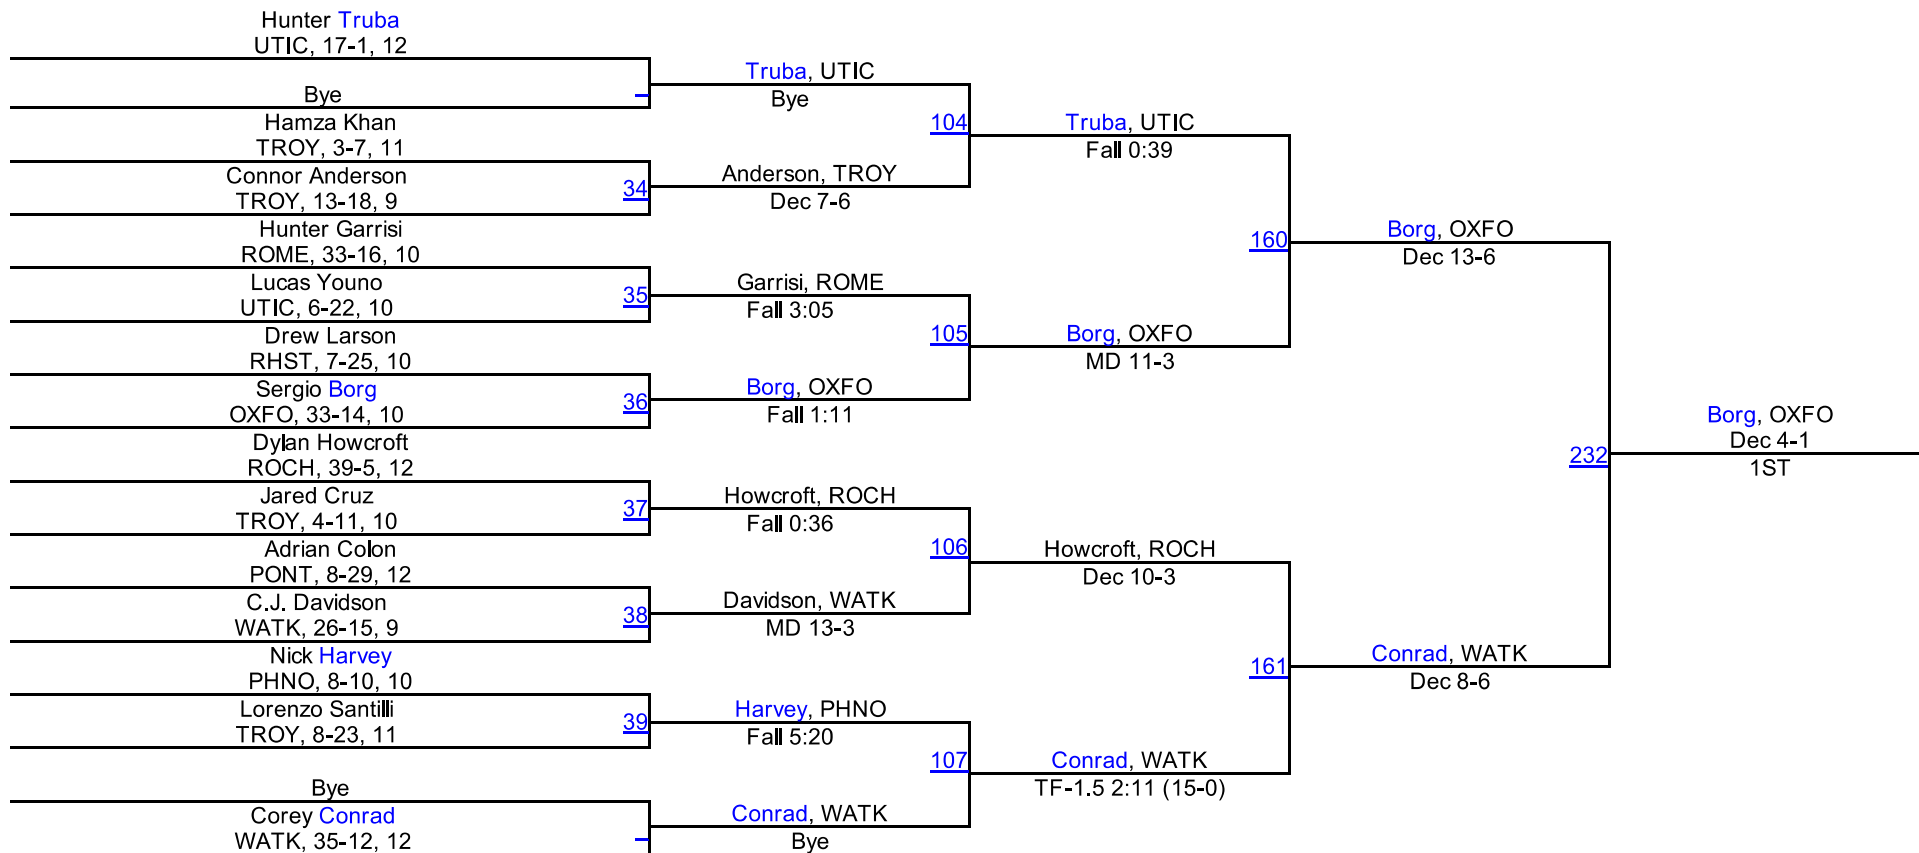 Hunter Truba
UTIC, 17-1, 12
Bye
Hamza Khan
TROY, 3-7, 11
Connor Anderson
TROY, 13-18, 9
34
Hunter Garrisi
ROME, 33-16, 10
Lucas Youno
UTIC, 6-22, 10
35
Drew Larson
RHST, 7-25, 10
Sergio Borg
OXFO, 33-14, 10
36
Dylan Howcroft
ROCH, 39-5, 12
Jared Cruz
TROY, 4-11, 10
37
Adrian Colon
PONT, 8-29, 12
C.J. Davidson
WATK, 26-15, 9
38
Nick Harvey
PHNO, 8-10, 10
Lorenzo Santilli
TROY, 8-23, 11
39
Bye
Corey Conrad
WATK, 35-12, 12
Truba, UTIC
Bye
104
Anderson, TROY
Dec 7-6
Garrisi, ROME
Fall 3:05
105
Borg, OXFO
Fall 1:11
Howcroft, ROCH
Fall 0:36
106
Davidson, WATK
MD 13-3
Harvey, PHNO
Fall 5:20
107
Conrad, WATK
Bye
Truba, UTIC
Fall 0:39
160
Borg, OXFO
MD 11-3
Howcroft, ROCH
Dec 10-3
161
Conrad, WATK
TF-1.5 2:11 (15-0)
Borg, OXFO
Dec 13-6
232
Conrad, WATK
Dec 8-6
Borg, OXFO
Dec 4-1
1ST